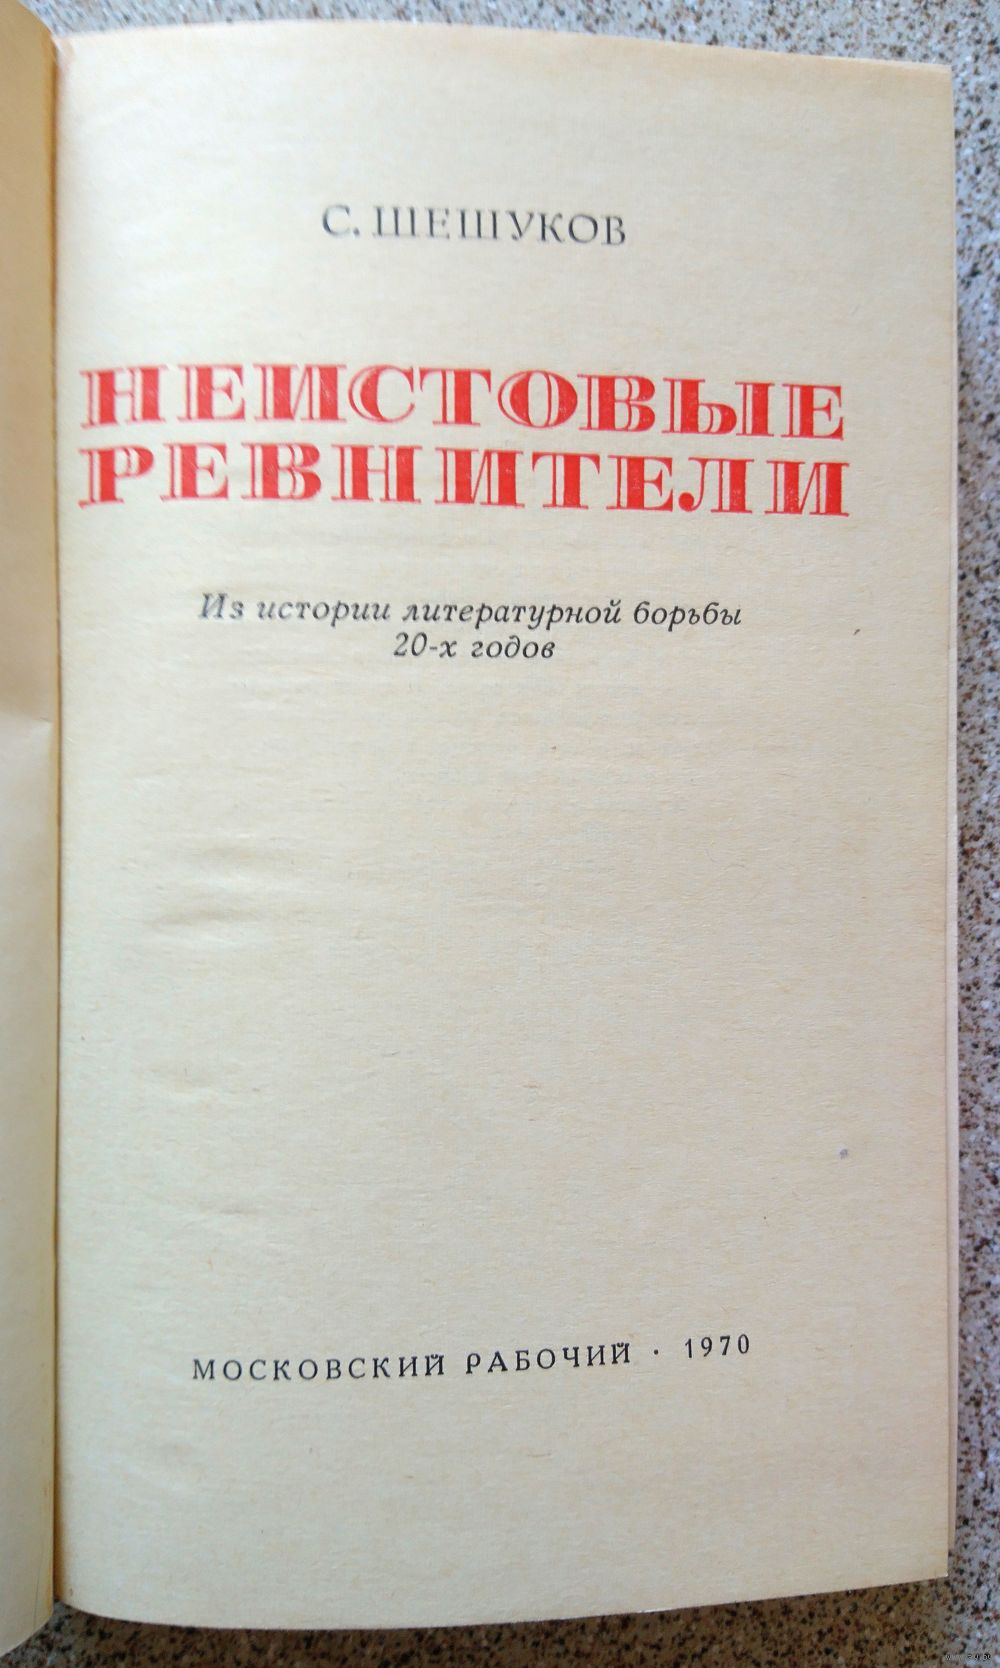 С. ШЕШУКОВ
НЕИСТОВЫЕ
РЕВНИТЕЛИ
Из истории литературной борьбы
20-х годов
МОСКОВСКИЙ РАБОЧИЙ · 1970